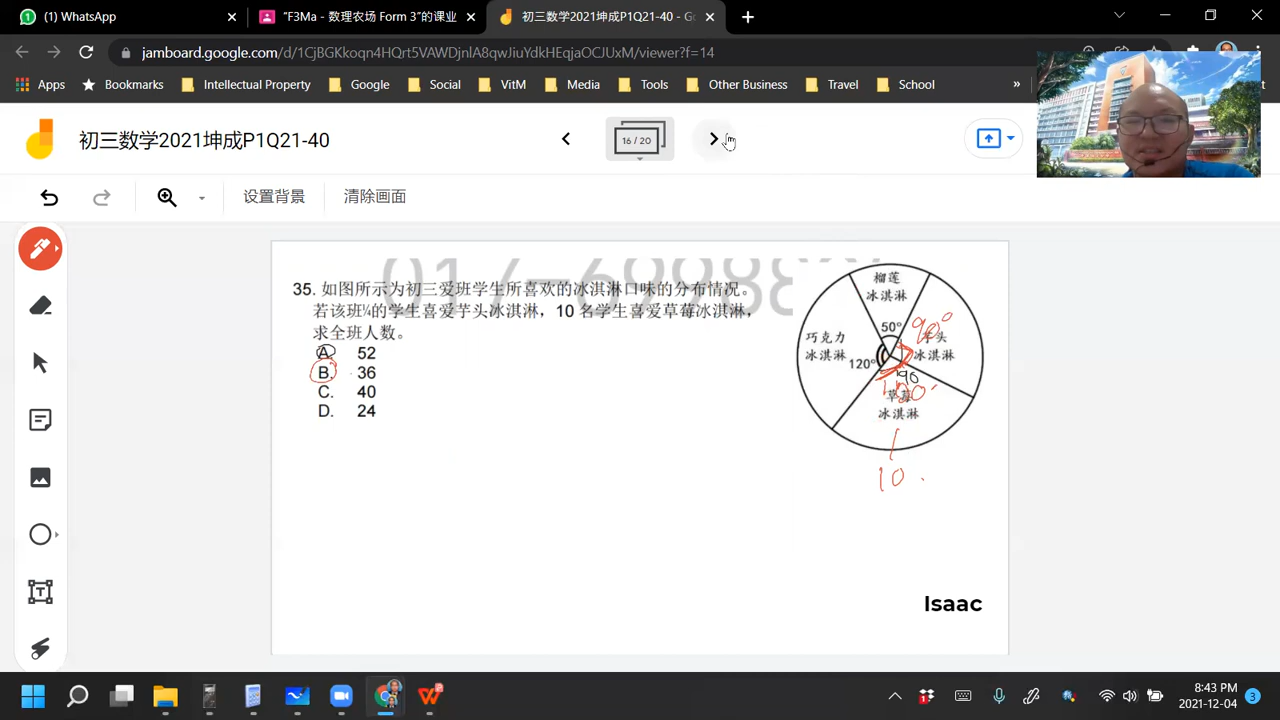 (1) WhatsApp
"F3Ma - 数理农场 Form 3"的课业
初三数学2021坤成P1Q21-40 - Go
jamboard.google.com/d/1CjBGKkoqn4HQrt5VAWDjnlA8qwJiuYdkHEqjaOCJUxM/viewer?f=14
Apps
Bookmarks
Intellectual Property
Google
Social
VitM
Media
Tools
Other Business
Travel
School
»
初三数学2021坤成P1Q21-40
16 / 20
设置背景
清除画面
35. 如图所示为初三爱班学生所喜欢的冰淇淋口味的分布情况。
若该班¼的学生喜爱芋头冰淇淋，10 名学生喜爱草莓冰淇淋，
求全班人数。
A 52
B. 36
C. 40
D. 24
榴莲
冰淇淋
50°
90°
芋头
冰淇淋
巧克力
冰淇淋
120°
90
100°
草莓
冰淇淋
10
Isaac
8:43 PM
2021-12-04
3